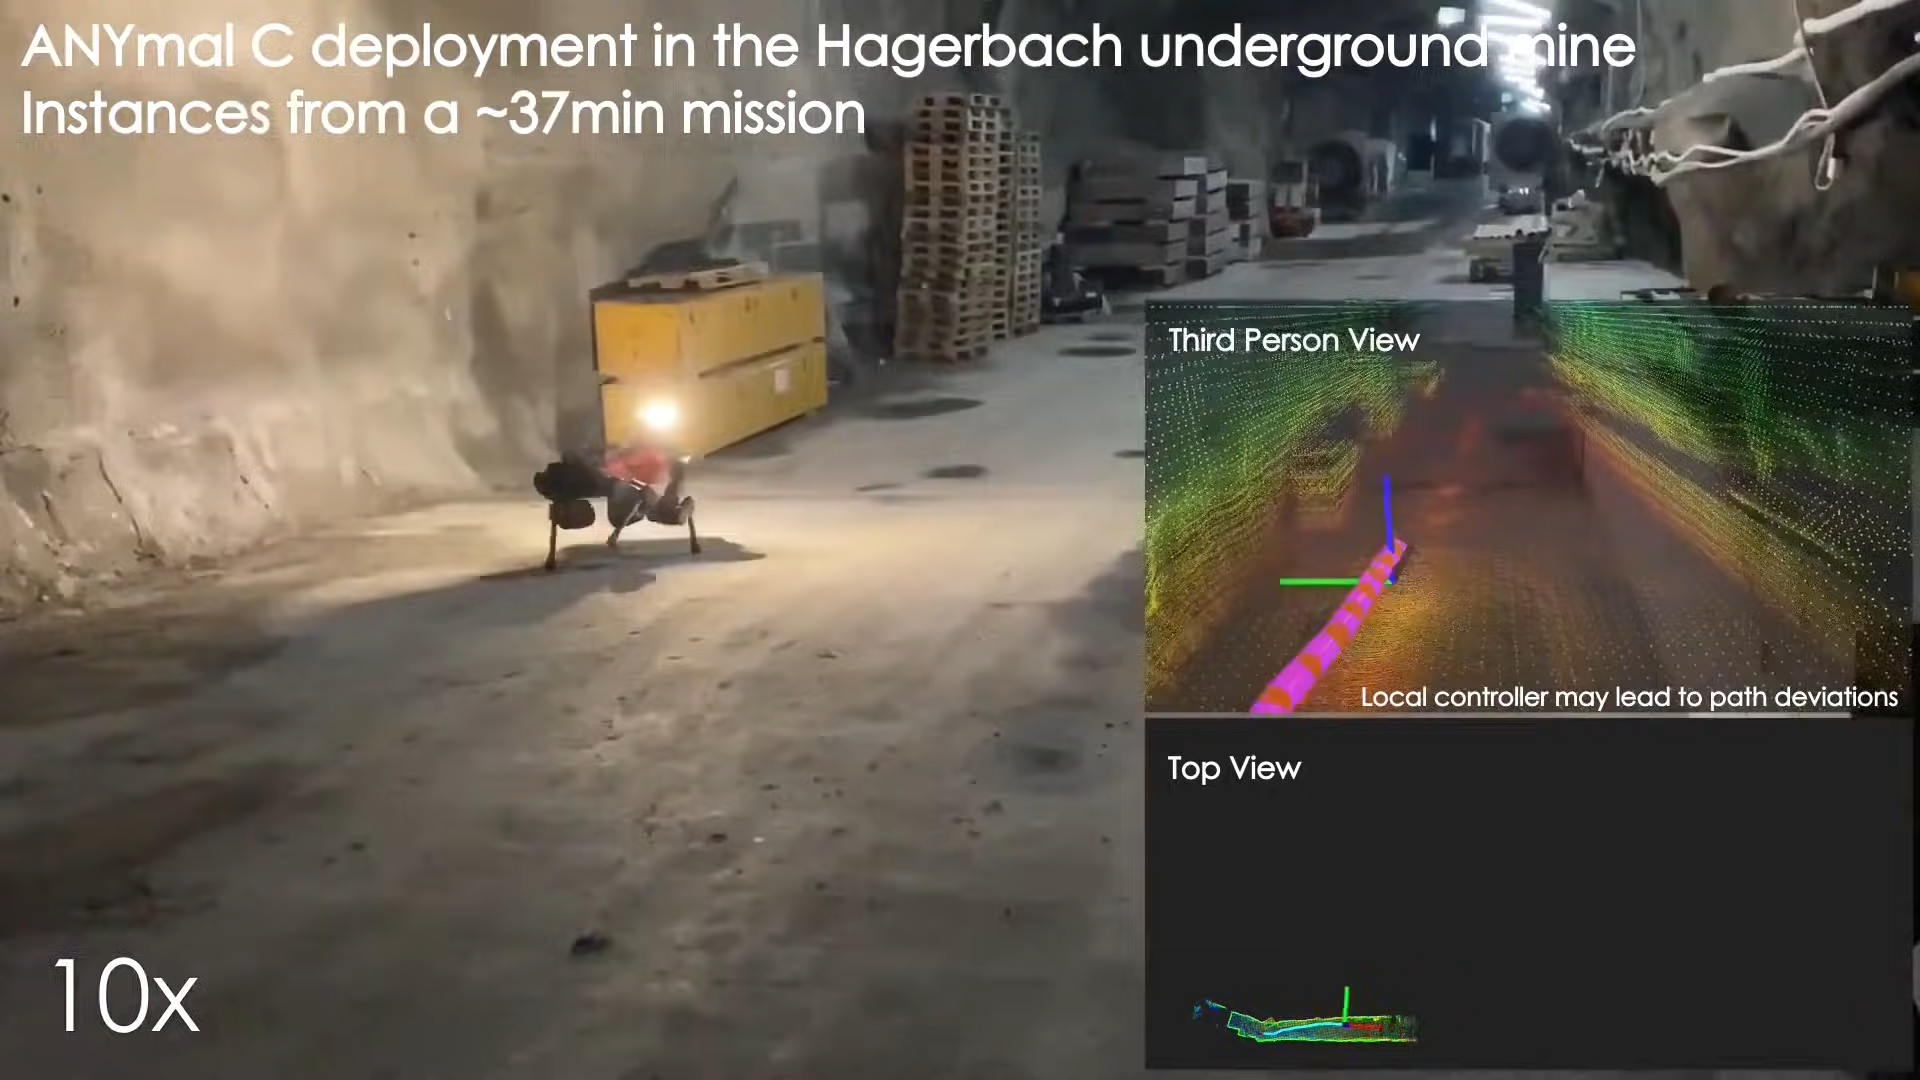 ANYmal C deployment in the Hagerbach underground mine
Instances from a ~37min mission
Third Person View
Local controller may lead to path deviations
Top View
10x